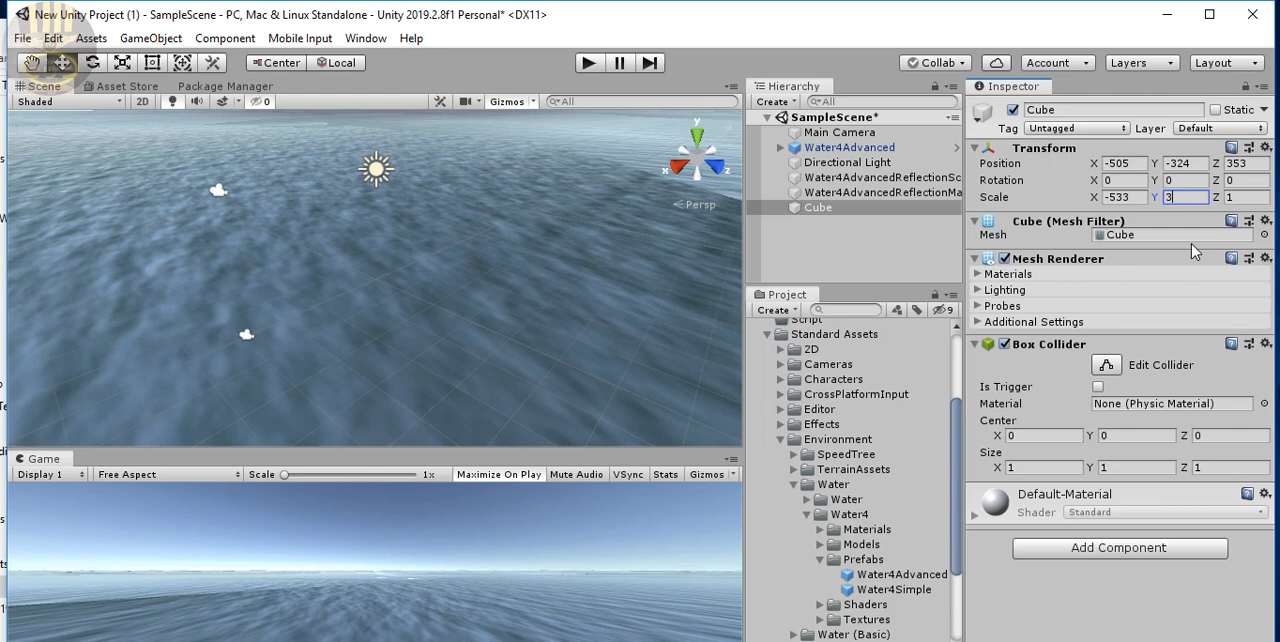 New Unity Project (1) - SampleScene - PC, Mac & Linux Standalone - Unity 2019.2.8f1 Personal* <DX11>
File Edit Assets GameObject Component Mobile Input Window Help
Center Local Collab Account Layers Layout
Scene Asset Store Package Manager
Shaded 2D 0 Gizmos All
y
x
Persp
Game
Display 1 Free Aspect Scale 1x Maximize On Play Mute Audio VSync Stats Gizmos
Hierarchy
Create All
SampleScene*
Main Camera
Water4Advanced
Directional Light
Water4AdvancedReflectionSc
Water4AdvancedReflectionMa
Cube
Project
Create 9
Script
Standard Assets
2D
Cameras
Characters
CrossPlatformInput
Editor
Effects
Environment
SpeedTree
TerrainAssets
Water
Water
Water4
Materials
Models
Prefabs
Water4Advanced
Water4Simple
Shaders
Textures
Water (Basic)
Inspector
Cube Static
Tag Untagged Layer Default
Transform
Position X -505 Y -324 Z 353
Rotation X 0 Y 0 Z 0
Scale X -533 Y 3 Z 1
Cube (Mesh Filter)
Mesh Cube
Mesh Renderer
Materials
Lighting
Probes
Additional Settings
Box Collider
Edit Collider
Is Trigger
Material None (Physic Material)
Center
X 0 Y 0 Z 0
Size
X 1 Y 1 Z 1
Default-Material
Shader Standard
Add Component